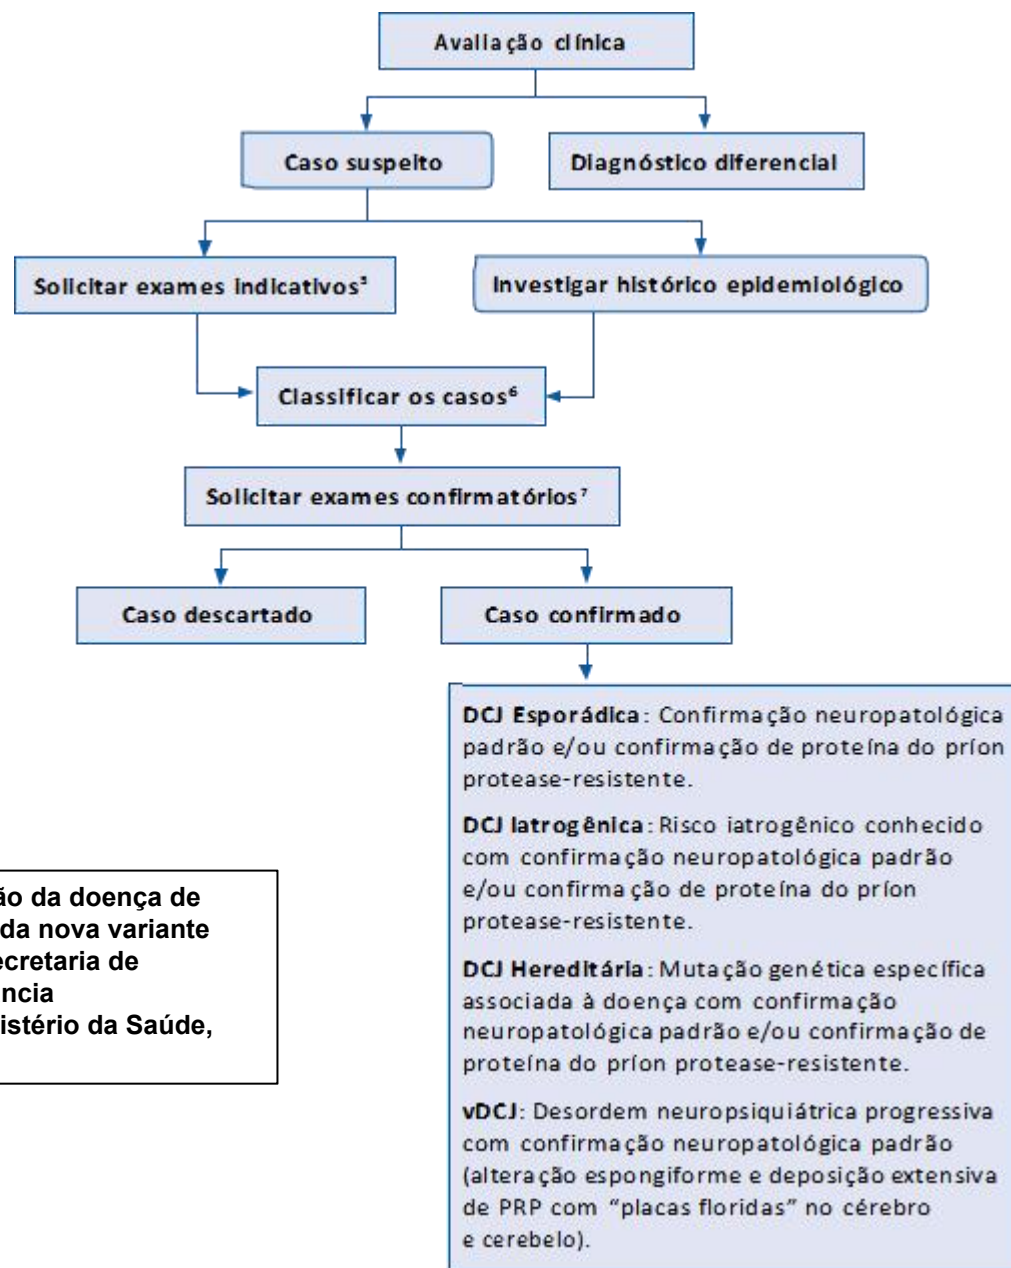 Avaliação clínica
Caso suspeito
Diagnóstico diferencial
Solicitar exames indicativos⁵
Investigar histórico epidemiológico
Classificar os casos⁶
Solicitar exames confirmatórios⁷
Caso descartado
Caso confirmado
DCJ Esporádica: Confirmação neuropatológica
padrão e/ou confirmação de proteína do príon
protease-resistente.
DCJ Iatrogênica: Risco iatrogênico conhecido
com confirmação neuropatológica padrão
e/ou confirmação de proteína do príon
protease-resistente.
DCJ Hereditária: Mutação genética específica
associada à doença com confirmação
neuropatológica padrão e/ou confirmação de
proteína do príon protease-resistente.
vDCJ: Desordem neuropsiquiátrica progressiva
com confirmação neuropatológica padrão
(alteração espongiforme e deposição extensiva
de PRP com “placas floridas” no cérebro
e cerebelo).
ão da doença de
da nova variante
ecretaria de
ncia
istério da Saúde,